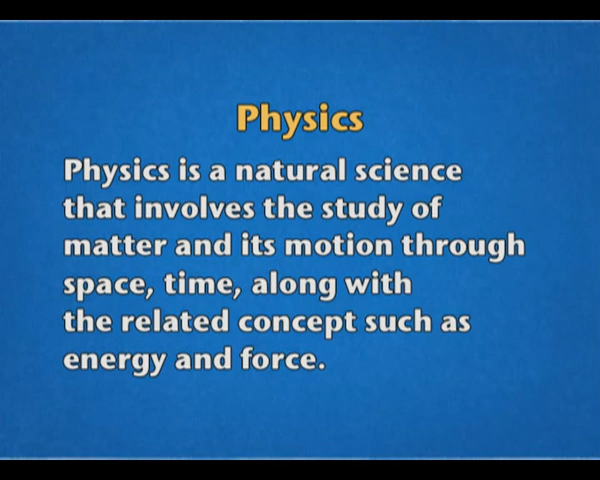 Physics
Physics is a natural science
that involves the study of
matter and its motion through
space, time, along with
the related concept such as
energy and force.